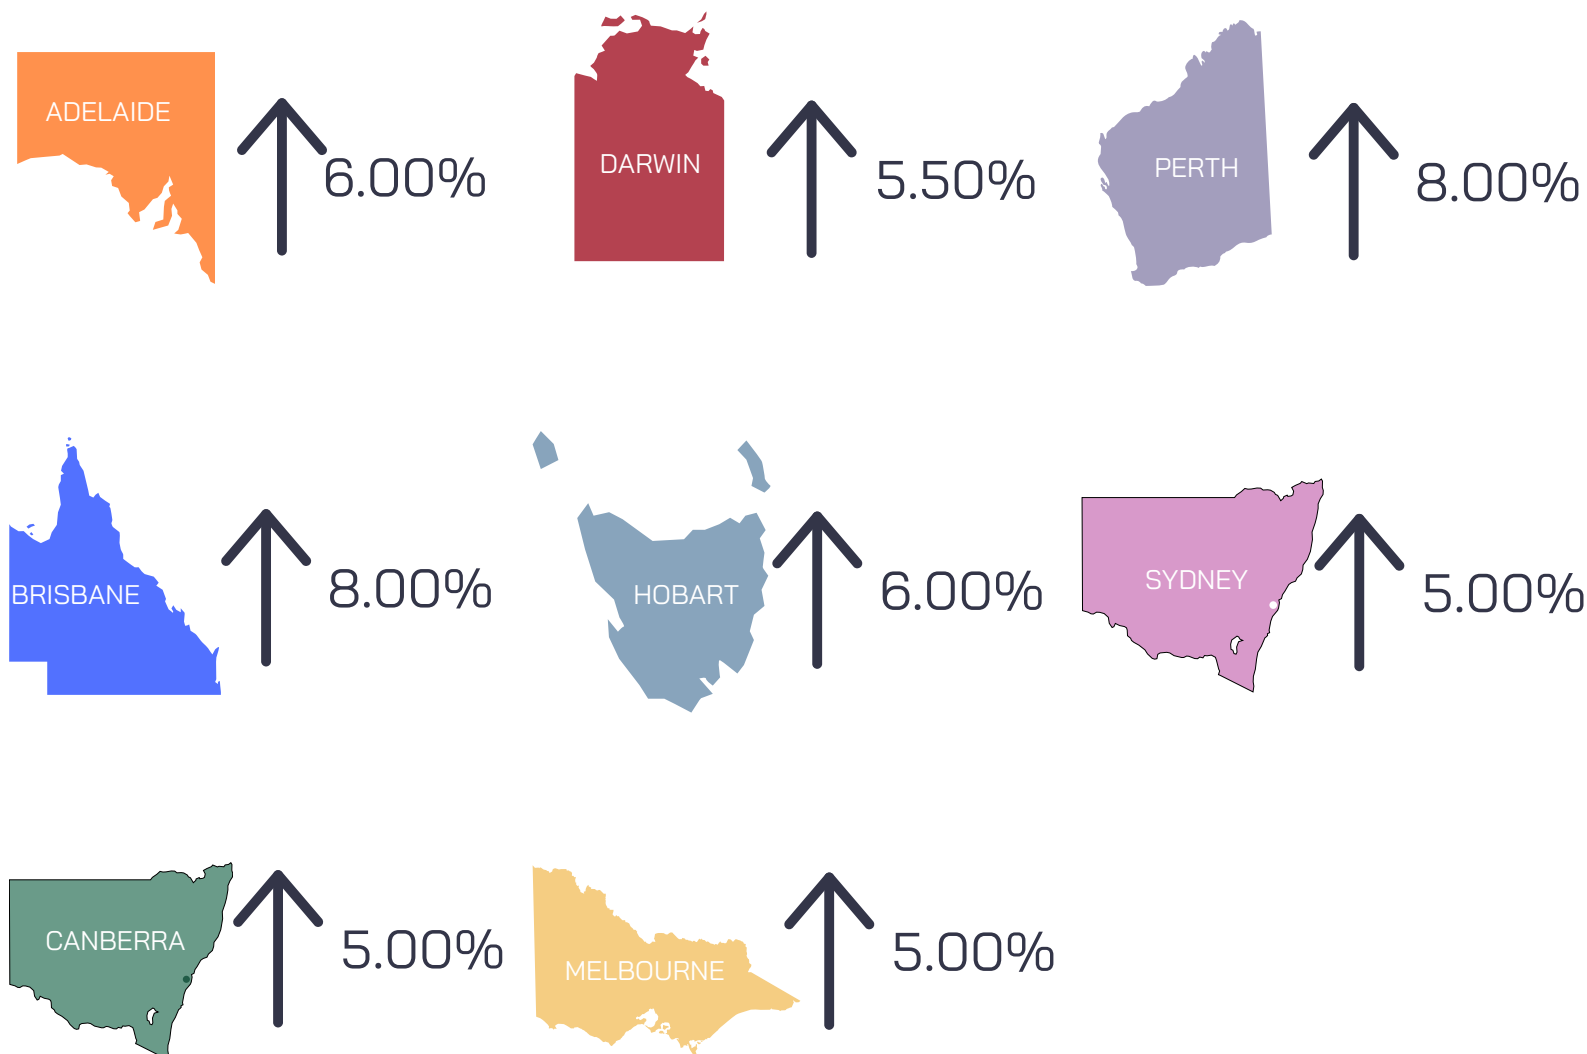 ADELAIDE
6.00%
DARWIN
5.50%
PERTH
8.00%
BRISBANE
8.00%
HOBART
6.00%
SYDNEY
5.00%
CANBERRA
5.00%
MELBOURNE
5.00%